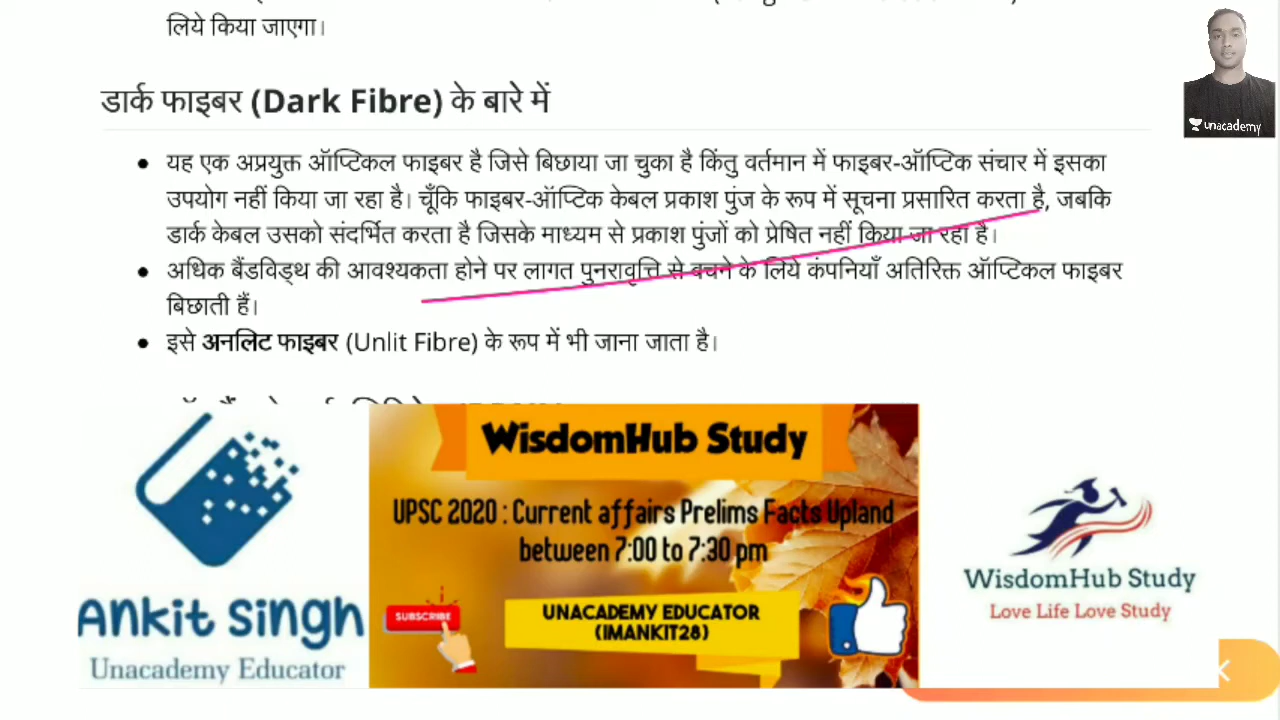 लिये किया जाएगा।
डार्क फाइबर (Dark Fibre) के बारे में
यह एक अप्रयुक्त ऑप्टिकल फाइबर है जिसे बिछाया जा चुका है किंतु वर्तमान में फाइबर-ऑप्टिक संचार में इसका
उपयोग नहीं किया जा रहा है। चूँकि फाइबर-ऑप्टिक केबल प्रकाश पुंज के रूप में सूचना प्रसारित करता है, जबकि
डार्क केबल उसको संदर्भित करता है जिसके माध्यम से प्रकाश पुंजों को प्रेषित नहीं किया जा रहा है।
अधिक बैंडविड्थ की आवश्यकता होने पर लागत पुनरावृत्ति से बचने के लिये कंपनियाँ अतिरिक्त ऑप्टिकल फाइबर
बिछाती हैं।
इसे अनलिट फाइबर (Unlit Fibre) के रूप में भी जाना जाता है।
unacademy
Ankit Singh
Unacademy Educator
WisdomHub Study
UPSC 2020 : Current affairs Prelims Facts Upland
between 7:00 to 7:30 pm
SUBSCRIBE
UNACADEMY EDUCATOR
(IMANKIT28)
WisdomHub Study
Love Life Love Study